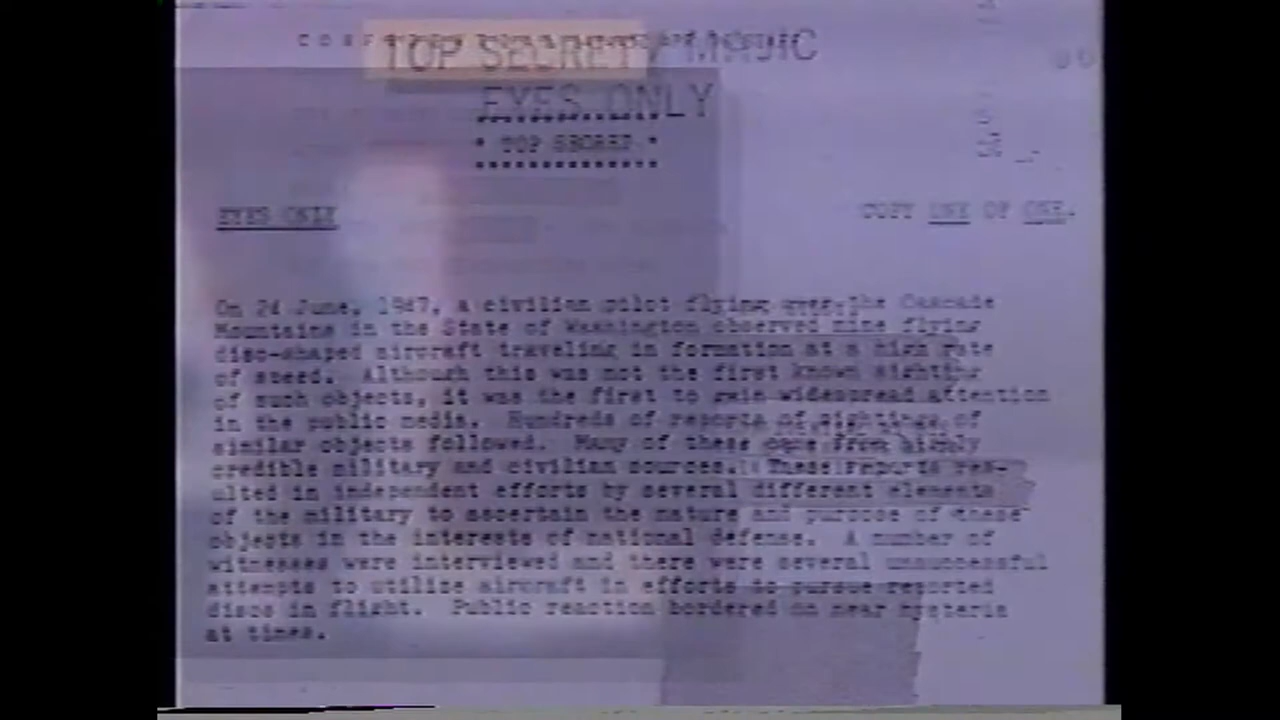 TOP SECRET / MAJIC
EYES ONLY
* TOP SECRET *
EYES ONLY
COPY ONE OF ONE.
On 24 June, 1947, a civilian pilot flying over the Cascade
Mountains in the State of Washington observed nine flying
disc-shaped aircraft traveling in formation at a high rate
of speed. Although this was not the first known sighting
of such objects, it was the first to gain widespread attention
in the public media. Hundreds of reports of sightings of
similar objects followed. Many of these came from highly
credible military and civilian sources. These reports res-
ulted in independent efforts by several different elements
of the military to ascertain the nature and purpose of these
objects in the interests of national defense. A number of
witnesses were interviewed and there were several unsuccessful
attempts to utilize aircraft in efforts to pursue reported
discs in flight. Public reaction bordered on near hysteria
at times.